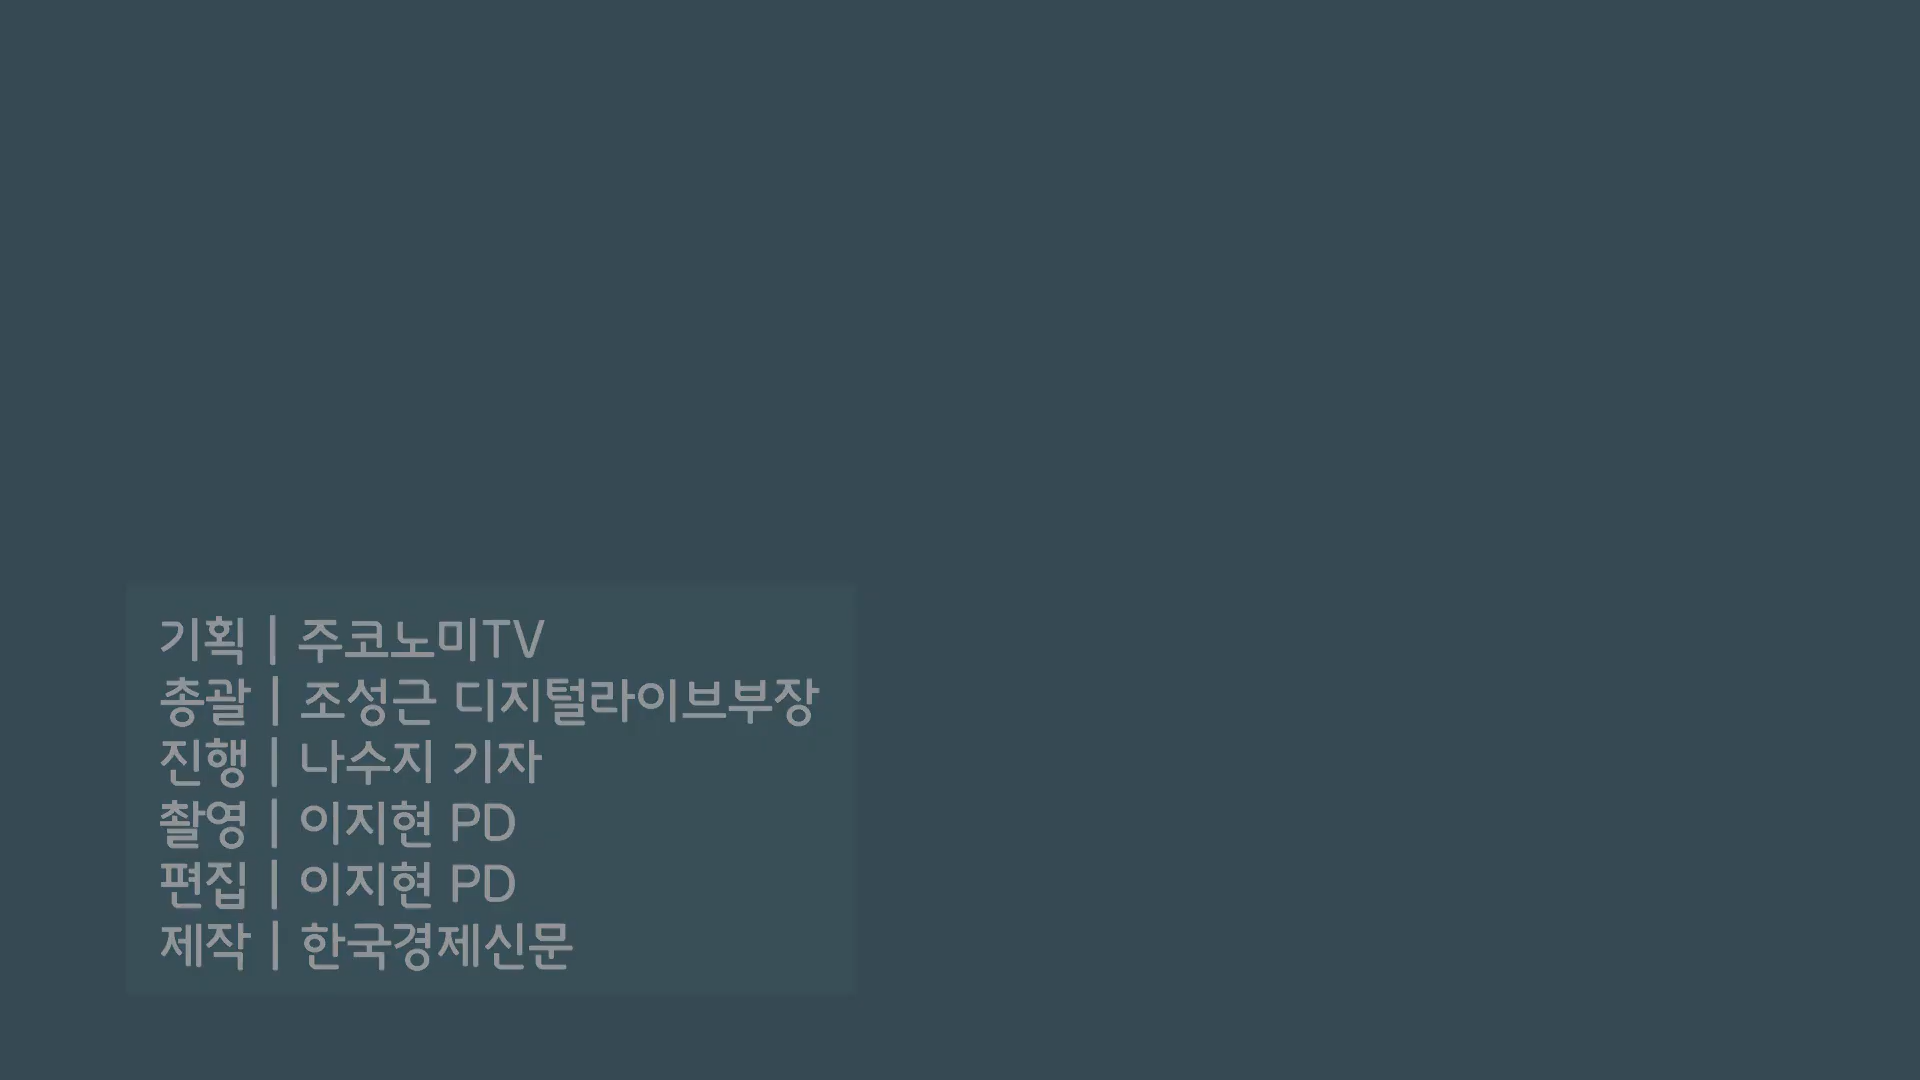 기획 | 주코노미TV
총괄 | 조성근 디지털라이브부장
진행 | 나수지 기자
촬영 | 이지현 PD
편집 | 이지현 PD
제작 | 한국경제신문